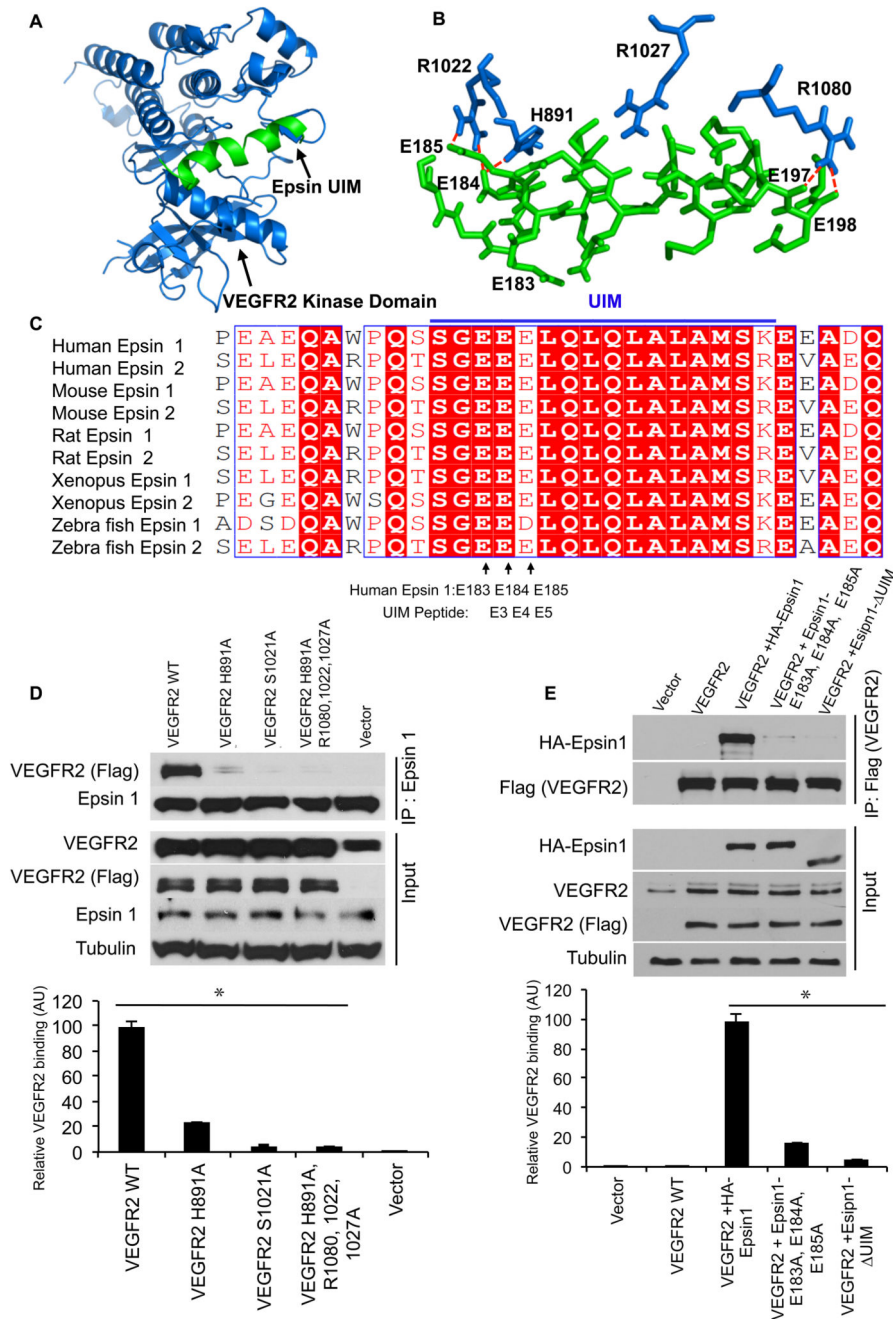 A
Epsin UIM
VEGFR2 Kinase Domain
B
R1022
H891
R1027
R1080
E185
E184
E183
E197
E198
C
UIM
Human Epsin 1 P E A E Q A W P Q S S G E E E L Q L Q L A L A M S K E E A D Q
Human Epsin 2 S E L E Q A R P Q T S G E E E L Q L Q L A L A M S R E V A E Q
Mouse Epsin 1 P E A E Q A W P Q S S G E E E L Q L Q L A L A M S K E E A D Q
Mouse Epsin 2 S E L E Q A R P Q T S G E E E L Q L Q L A L A M S R E V A E Q
Rat Epsin 1 P E A E Q A W P Q S S G E E E L Q L Q L A L A M S K E E A D Q
Rat Epsin 2 S E L E Q A R P Q T S G E E E L Q L Q L A L A M S R E V A E Q
Xenopus Epsin 1 S E L E Q A R P Q T S G E E E L Q L Q L A L A M S R E V A E Q
Xenopus Epsin 2 P E G E Q A W S Q S S G E E E L Q L Q L A L A M S K E E A E Q
Zebra fish Epsin 1 A D S D Q A W P Q S S G E E D L Q L Q L A L A M S K E E A E Q
Zebra fish Epsin 2 S E L E Q A R P Q T S G E E E L Q L Q L A L A M S R E A A E Q
Human Epsin 1:E183 E184 E185
UIM Peptide: E3 E4 E5
D
VEGFR2 WT
VEGFR2 H891A
VEGFR2 S1021A
VEGFR2 H891A
R1080,1022,1027A
Vector
VEGFR2 (Flag)
Epsin 1
IP : Epsin 1
VEGFR2
VEGFR2 (Flag)
Epsin 1
Tubulin
Input
Relative VEGFR2 binding (AU)
120
100
80
60
40
20
0
*
VEGFR2 WT
VEGFR2 H891A
VEGFR2 S1021A
VEGFR2 H891A,
R1080, 1022,
1027A
Vector
E
Vector
VEGFR2
VEGFR2 +HA-Epsin1
VEGFR2 + Epsin1-
E183A, E184A, E185A
VEGFR2 +Esipn1-ΔUIM
HA-Epsin1
Flag (VEGFR2)
IP: Flag (VEGFR2)
HA-Epsin1
VEGFR2
VEGFR2 (Flag)
Tubulin
Input
Relative VEGFR2 binding (AU)
120
100
80
60
40
20
0
*
Vector
VEGFR2 WT
VEGFR2 +HA-
Epsin1
VEGFR2 + Epsin1-
E183A, E184A,
E185A
VEGFR2 +Esipn1-
ΔUIM